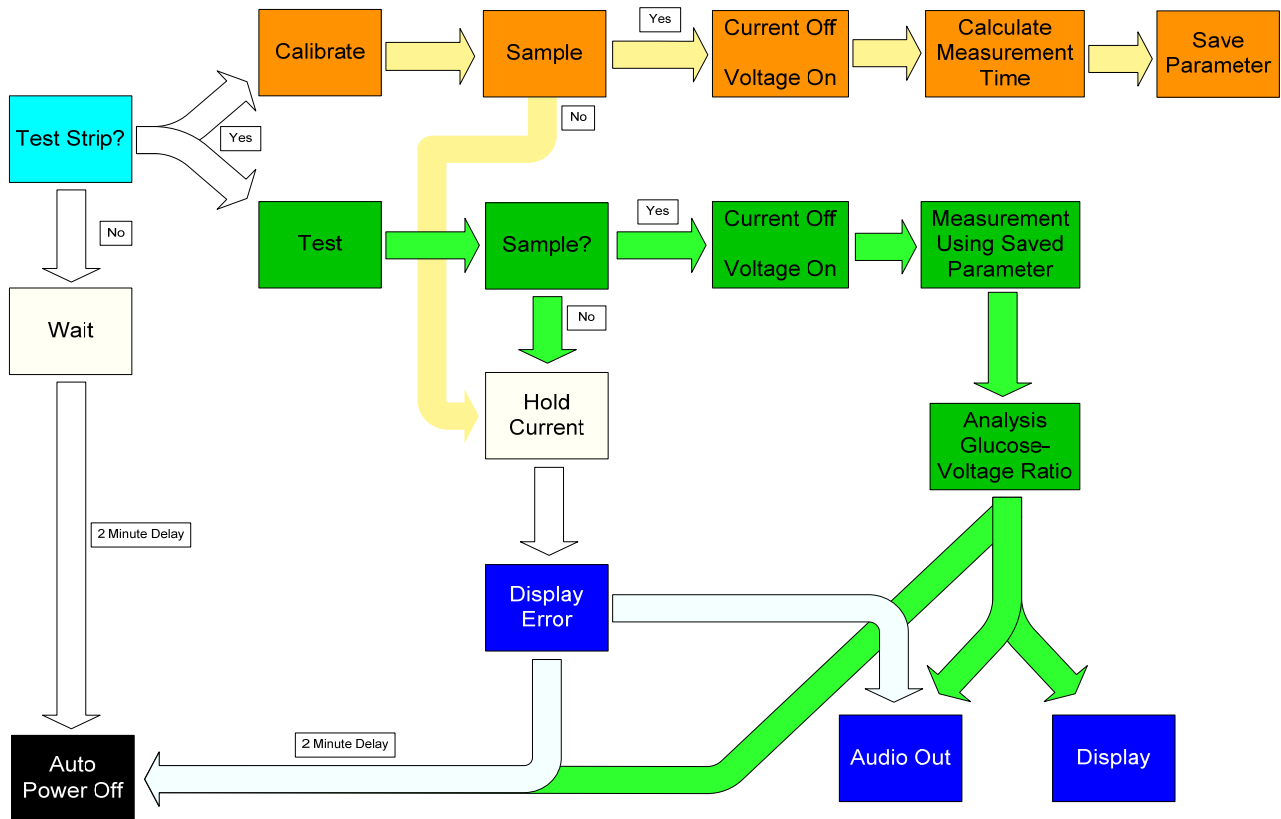 Calibrate
Sample
Yes
Current Off
Voltage On
Calculate
Measurement
Time
Save
Parameter
Test Strip?
Yes
No
No
Test
Sample?
Yes
Current Off
Voltage On
Measurement
Using Saved
Parameter
Wait
No
Hold
Current
Analysis
Glucose–
Voltage Ratio
2 Minute Delay
Display
Error
2 Minute Delay
Auto
Power Off
Audio Out
Display